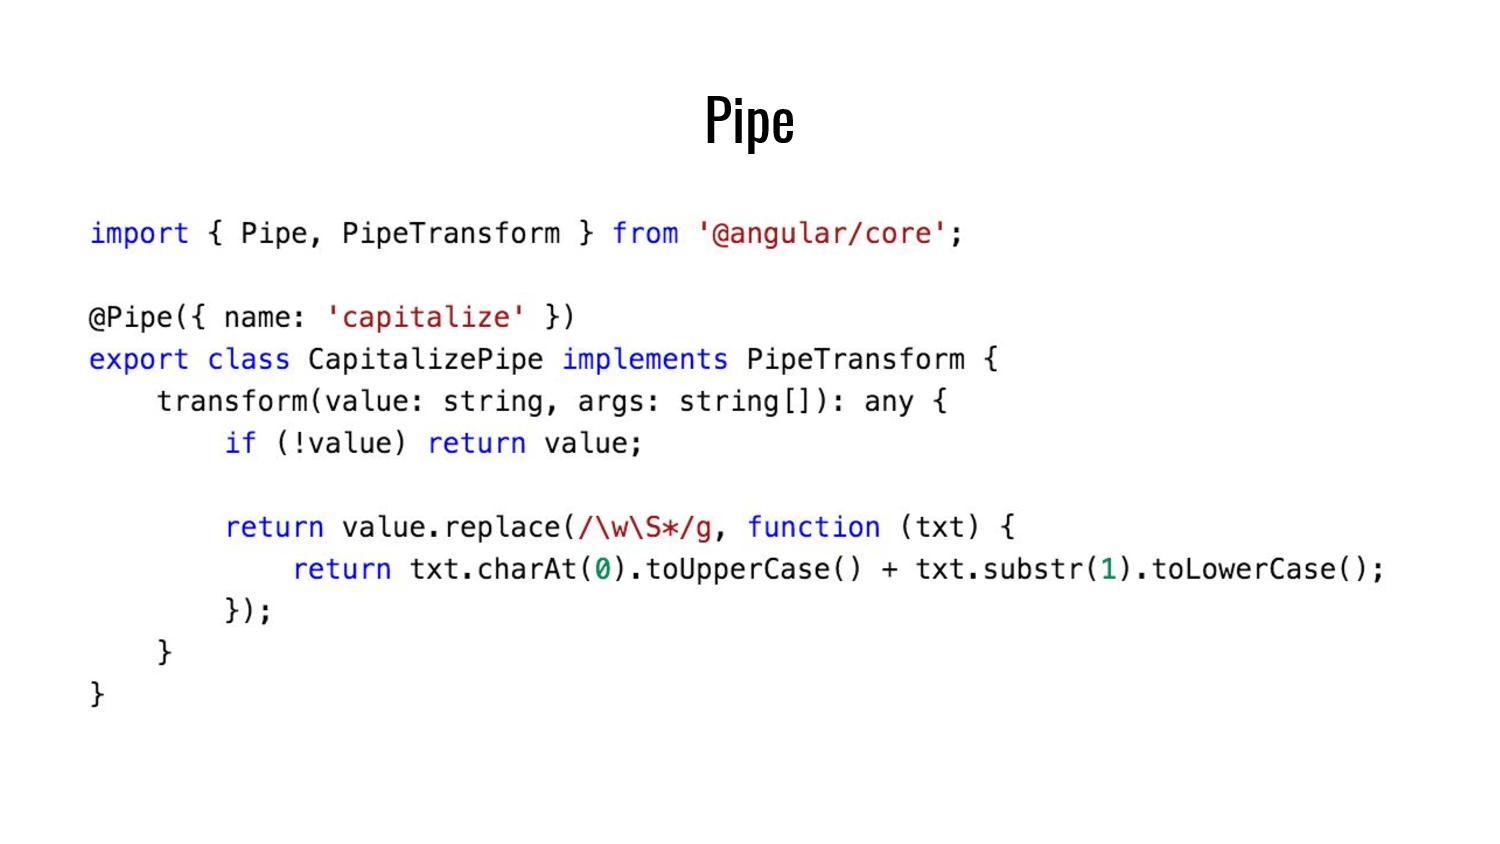 Pipe
import { Pipe, PipeTransform } from '@angular/core';
@Pipe({ name: 'capitalize' })
export class CapitalizePipe implements PipeTransform {
    transform(value: string, args: string[]): any {
        if (!value) return value;
        return value.replace(/\w\S*/g, function (txt) {
            return txt.charAt(0).toUpperCase() + txt.substr(1).toLowerCase();
        });
    }
}